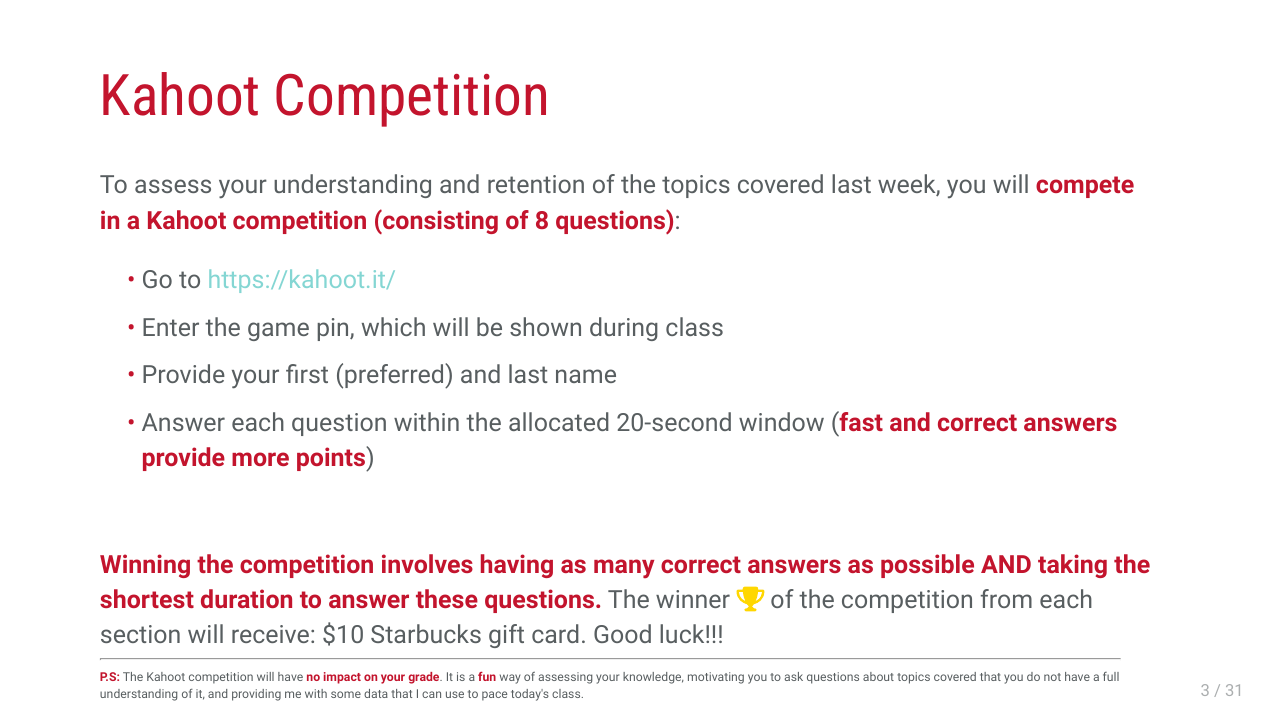 Kahoot Competition
To assess your understanding and retention of the topics covered last week, you will compete
in a Kahoot competition (consisting of 8 questions):
• Go to https://kahoot.it/
• Enter the game pin, which will be shown during class
• Provide your first (preferred) and last name
• Answer each question within the allocated 20-second window (fast and correct answers
provide more points)
Winning the competition involves having as many correct answers as possible AND taking the
shortest duration to answer these questions. The winner of the competition from each
section will receive: $10 Starbucks gift card. Good luck!!!
P.S: The Kahoot competition will have no impact on your grade. It is a fun way of assessing your knowledge, motivating you to ask questions about topics covered that you do not have a full
understanding of it, and providing me with some data that I can use to pace today's class.
3 / 31